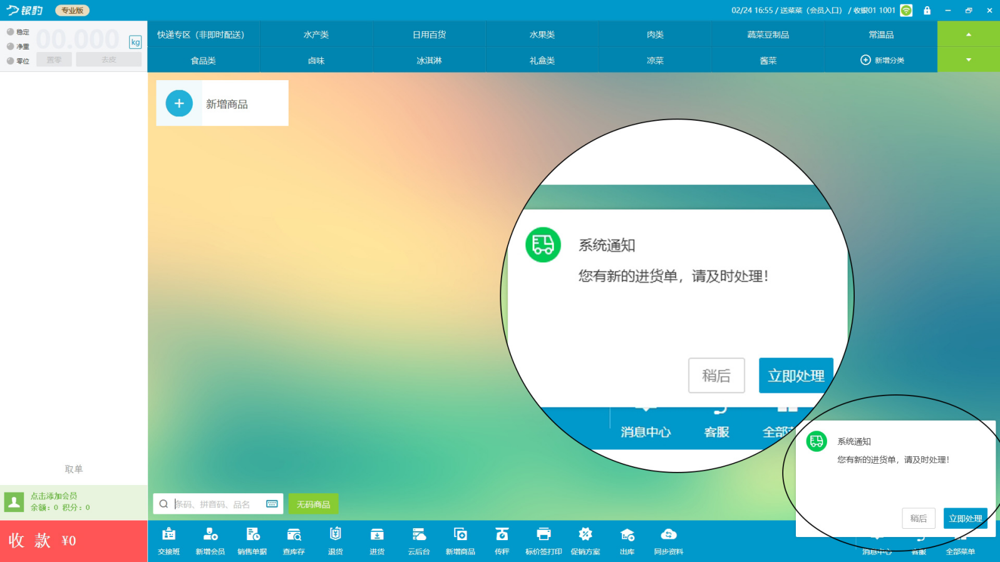 银豹 专业版
02/24 16:55 / 送菜菜（会员入口） / 收银01 1001
稳定
净重
零位
00.000
kg
置零 去皮
快递专区（非即时配送） 水产类 日用百货 水果类 肉类 蔬菜豆制品 常温品
食品类 卤味 冰淇淋 礼盒类 凉菜 酱菜 新增分类
新增商品
系统通知
您有新的进货单，请及时处理！
稍后 立即处理
消息中心 客服 全部
系统通知
您有新的进货单，请及时处理！
稍后 立即处理
取单
点击添加会员
余额：0 积分：0
条码、拼音码、品名 无码商品
收 款 ¥0
交接班 新增会员 销售单据 查库存 退货 进货 云后台 新增商品 传秤 标价签打印 促销方案 出库 同步资料 消息中心 客服 全部菜单